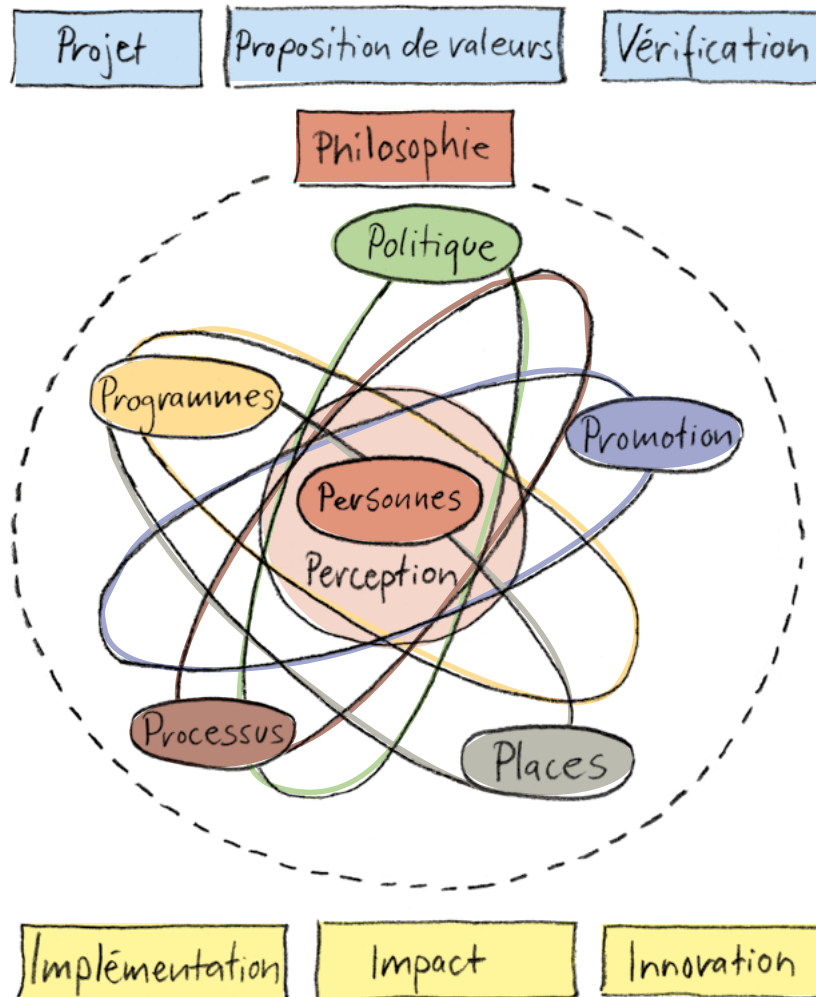 Projet
Proposition de valeurs
Vérification
Philosophie
Politique
Programmes
Promotion
Personnes
Perception
Processus
Places
Implémentation
Impact
Innovation